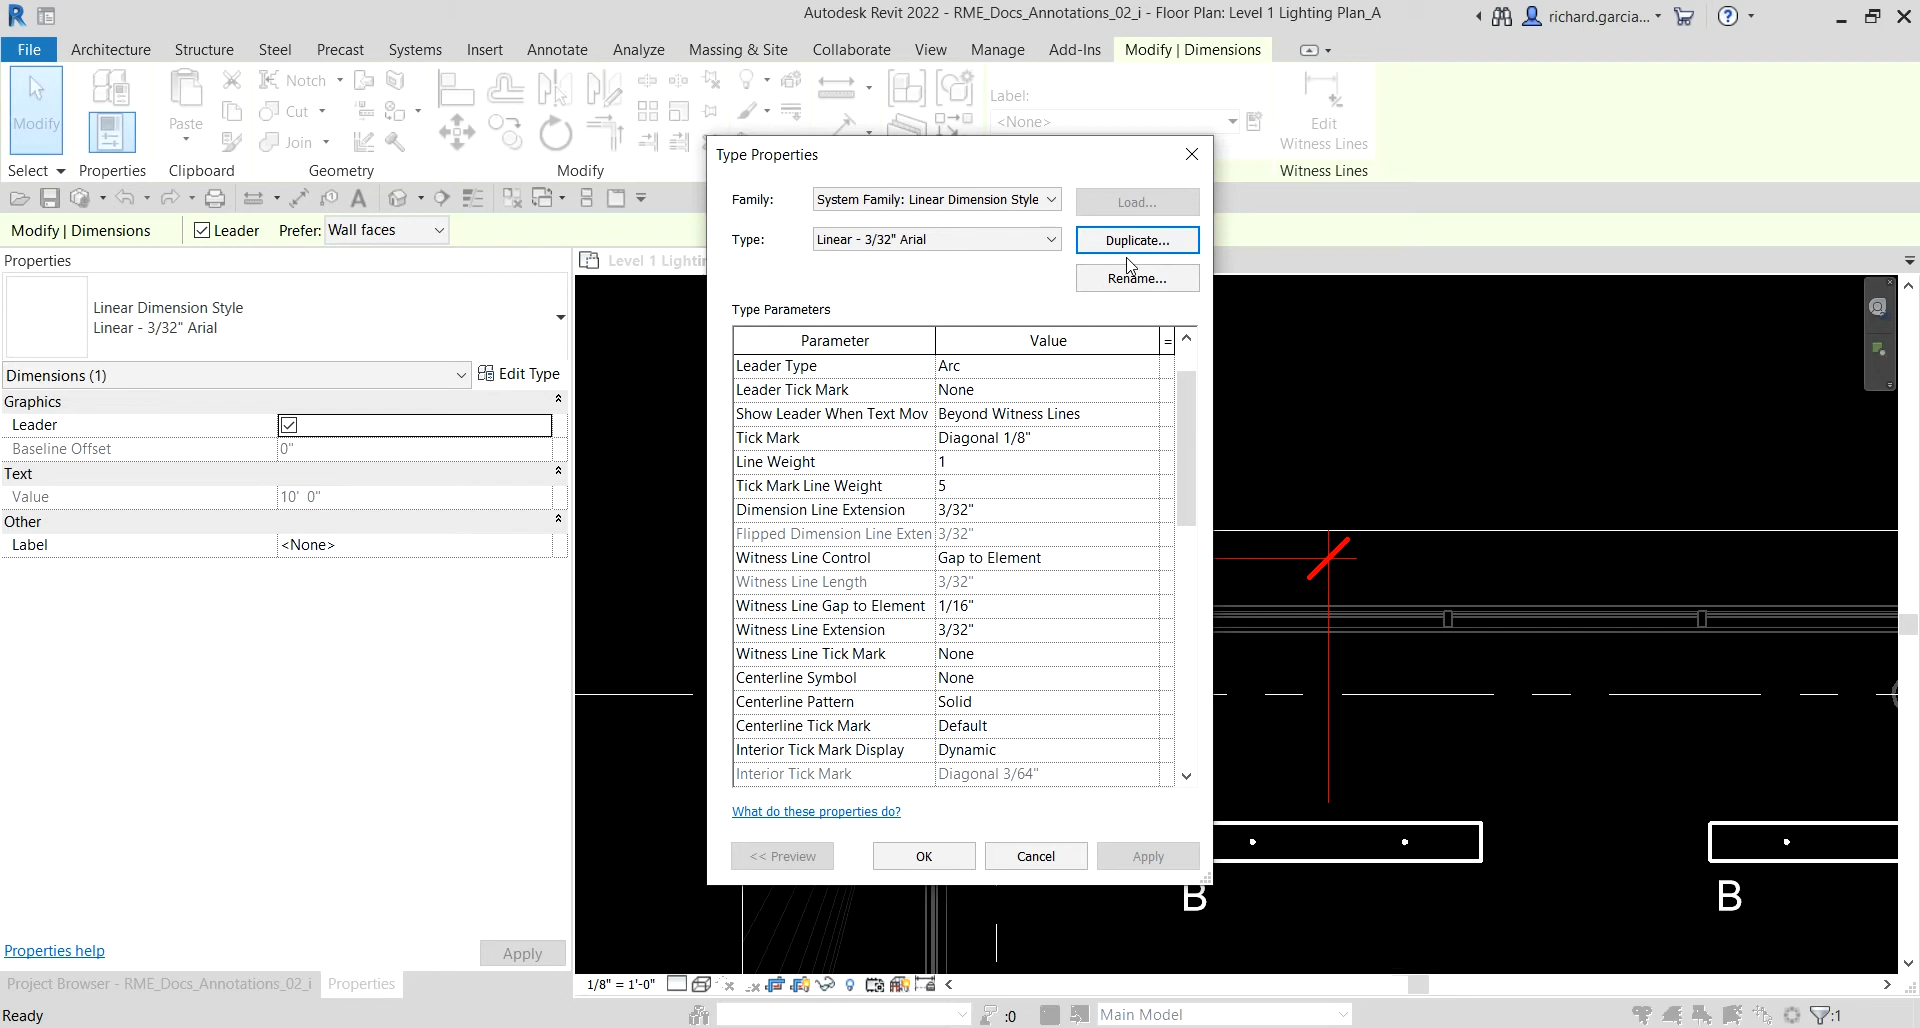 Autodesk Revit 2022 - RME_Docs_Annotations_02_i - Floor Plan: Level 1 Lighting Plan_A
richard.garcia...
File Architecture Structure Steel Precast Systems Insert Annotate Analyze Massing & Site Collaborate View Manage Add-Ins Modify | Dimensions
Modify
Paste
Notch
Cut
Join
Label:
<None>
Edit
Witness Lines
Select Properties Clipboard Geometry Modify Witness Lines
Modify | Dimensions Leader Prefer: Wall faces
Properties
Linear Dimension Style
Linear - 3/32" Arial
Dimensions (1) Edit Type
Graphics
Leader
Baseline Offset 0"
Text
Value 10' 0"
Other
Label <None>
Properties help Apply
Project Browser - RME_Docs_Annotations_02_i Properties
Ready
Level 1 Lightin
Type Properties
Family: System Family: Linear Dimension Style Load...
Type: Linear - 3/32" Arial Duplicate...
Rename...
Type Parameters
Parameter Value =
Leader Type Arc
Leader Tick Mark None
Show Leader When Text Mov Beyond Witness Lines
Tick Mark Diagonal 1/8"
Line Weight 1
Tick Mark Line Weight 5
Dimension Line Extension 3/32"
Flipped Dimension Line Exten 3/32"
Witness Line Control Gap to Element
Witness Line Length 3/32"
Witness Line Gap to Element 1/16"
Witness Line Extension 3/32"
Witness Line Tick Mark None
Centerline Symbol None
Centerline Pattern Solid
Centerline Tick Mark Default
Interior Tick Mark Display Dynamic
Interior Tick Mark Diagonal 3/64"
What do these properties do?
<< Preview OK Cancel Apply
B B
1/8" = 1'-0"
:0 Main Model :1